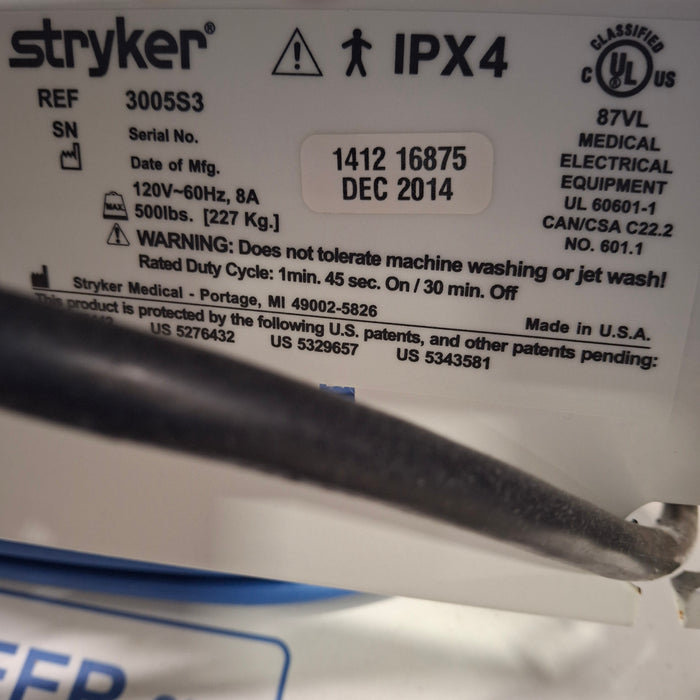 stryker®
IPX4
CLASSIFIED
C UL US
REF 3005S3
SN Serial No.
Date of Mfg.
1412 16875
DEC 2014
120V~60Hz, 8A
MAX 500lbs. [227 Kg.]
87VL
MEDICAL
ELECTRICAL
EQUIPMENT
UL 60601-1
CAN/CSA C22.2
NO. 601.1
WARNING: Does not tolerate machine washing or jet wash!
Rated Duty Cycle: 1min. 45 sec. On / 30 min. Off
Stryker Medical - Portage, MI 49002-5826
Made in U.S.A.
This product is protected by the following U.S. patents, and other patents pending:
US 5276432 US 5329657 US 5343581